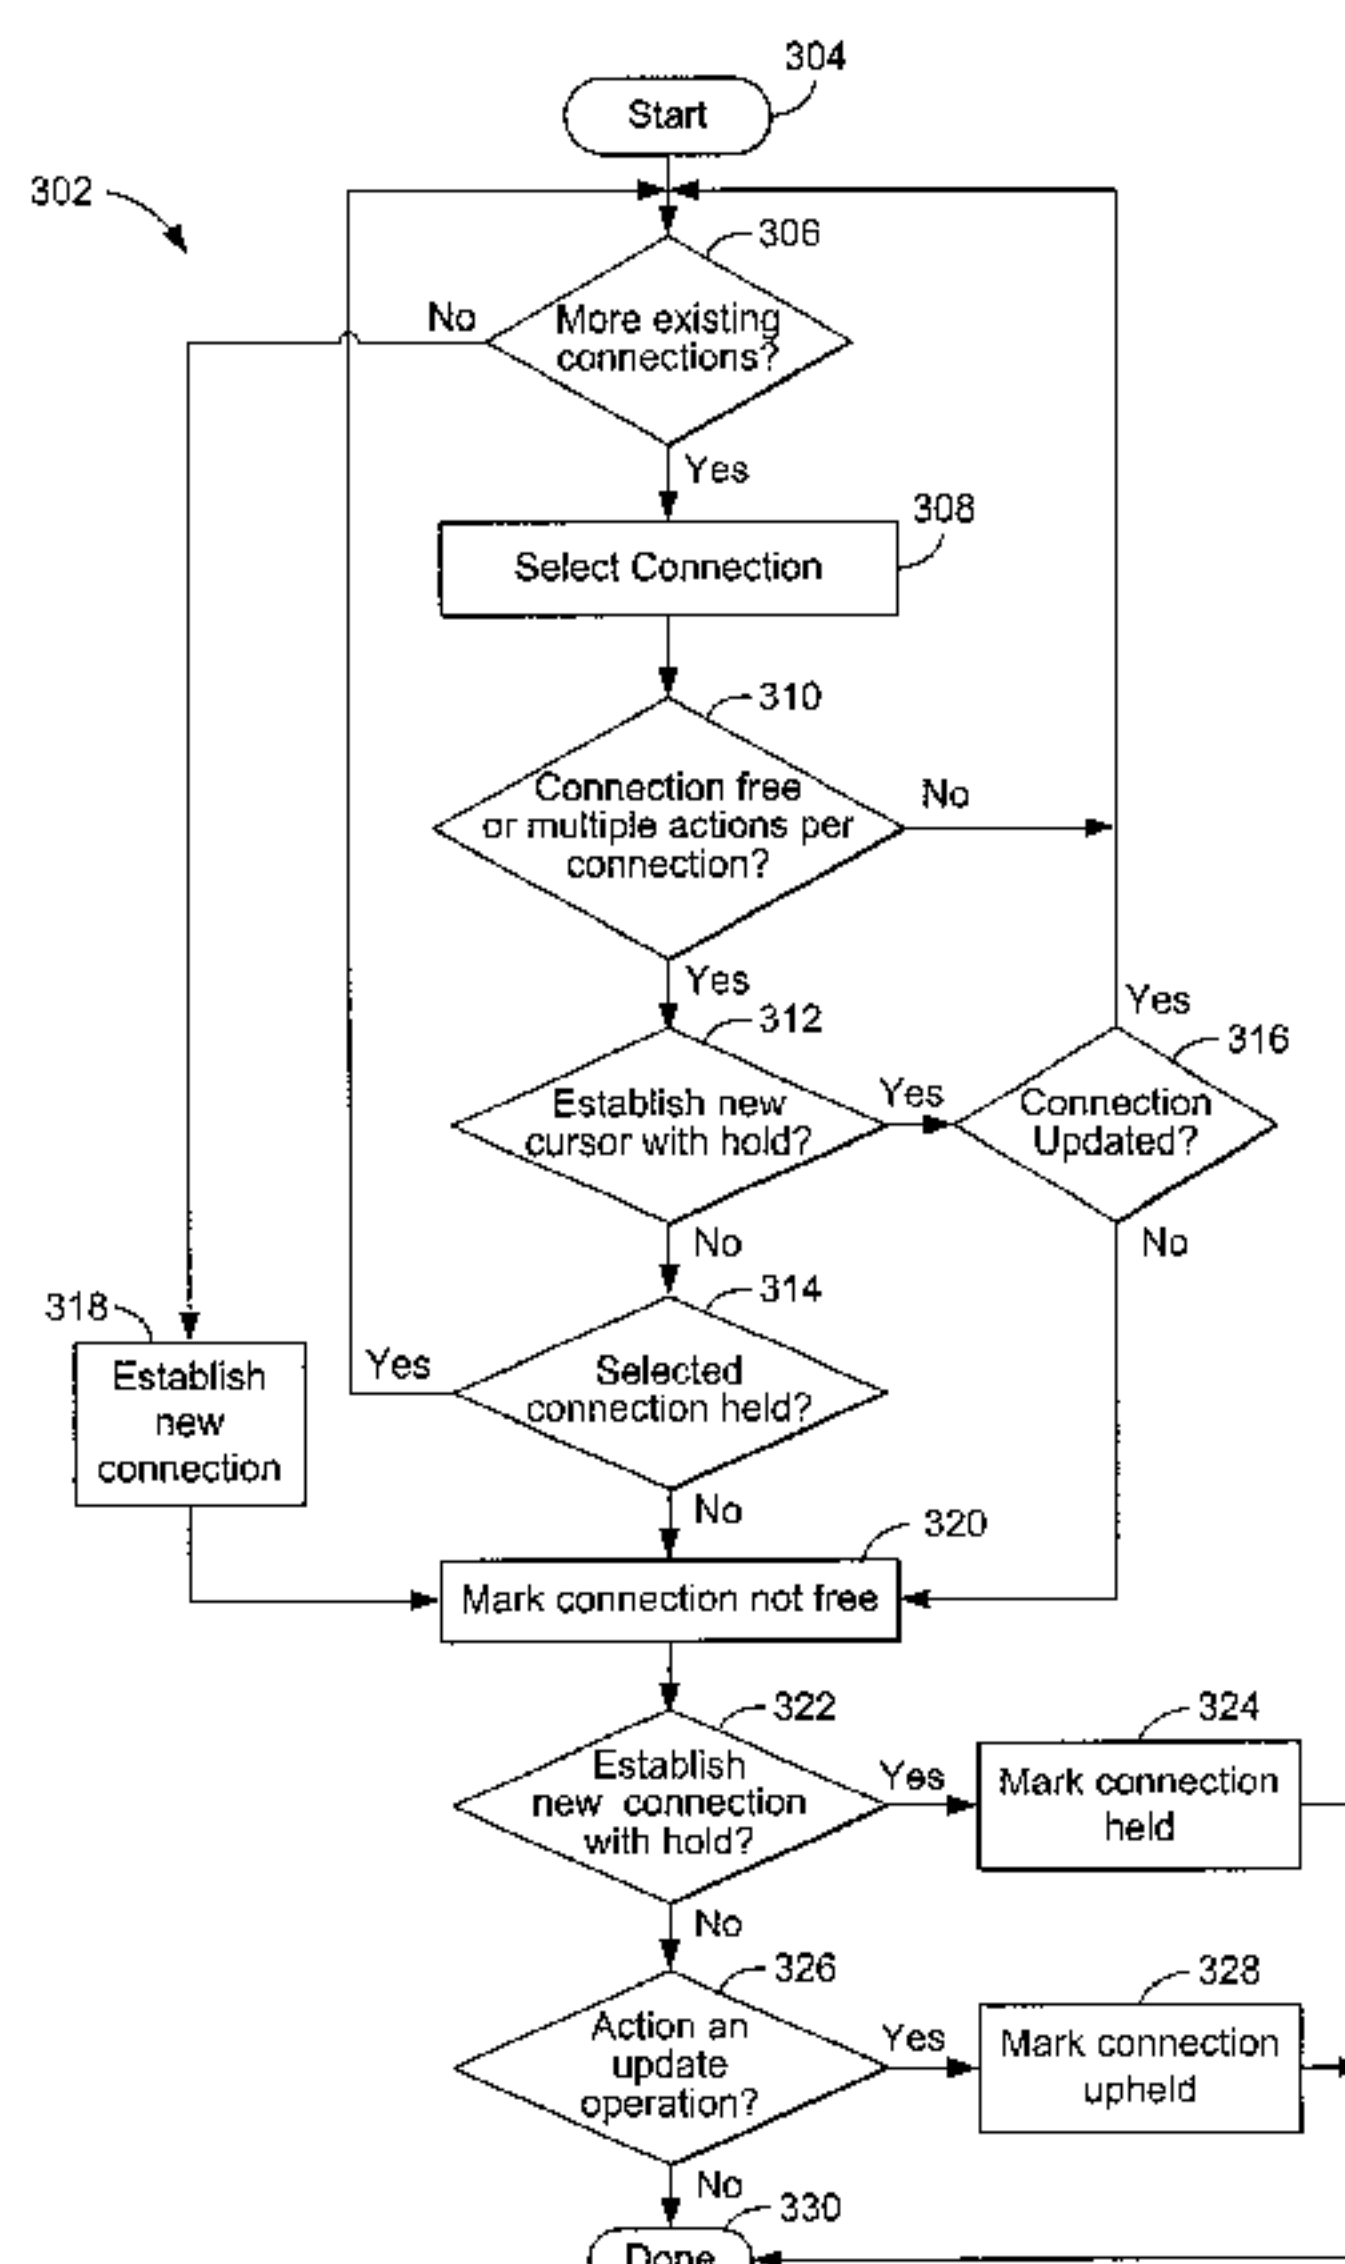 304
Start
302
306
No
More existing
connections?
Yes
308
Select Connection
310
Connection free
or multiple actions per
connection?
No
Yes
312
Yes
316
Establish new
cursor with hold?
Yes
Connection
Updated?
No
No
314
318
Establish
new
connection
Yes
Selected
connection held?
No
320
Mark connection not free
322
324
Establish
new connection
with hold?
Yes
Mark connection
held
No
326
328
Action an
update
operation?
Yes
Mark connection
upheld
No
330
Done